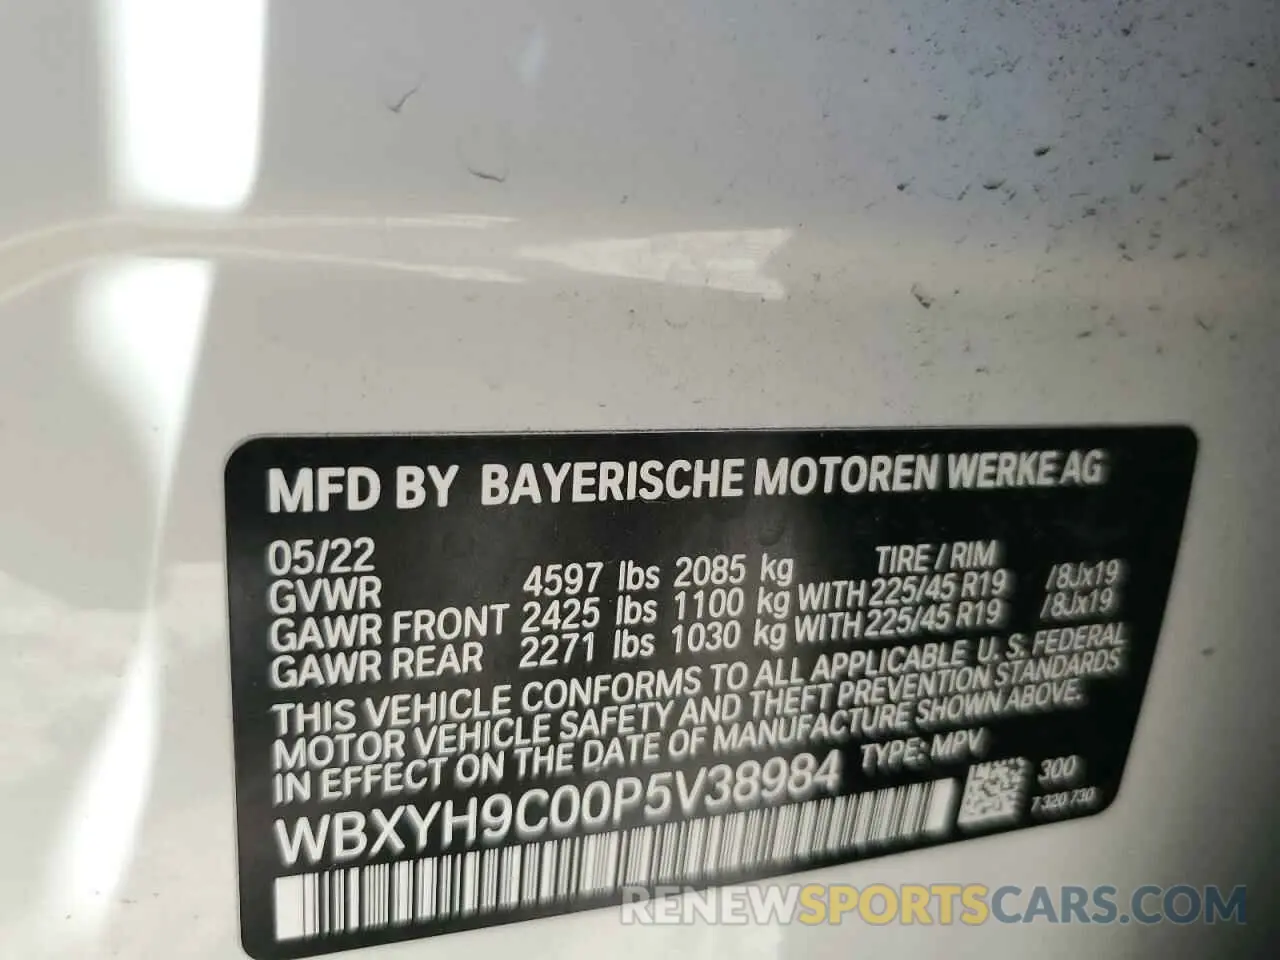 MFD BY BAYERISCHE MOTOREN WERKE AG
05/22 TIRE / RIM
GVWR 4597 lbs 2085 kg
GAWR FRONT 2425 lbs 1100 kg WITH 225/45 R19 /8Jx19
GAWR REAR 2271 lbs 1030 kg WITH 225/45 R19 /8Jx19
THIS VEHICLE CONFORMS TO ALL APPLICABLE U. S. FEDERAL
MOTOR VEHICLE SAFETY AND THEFT PREVENTION STANDARDS
IN EFFECT ON THE DATE OF MANUFACTURE SHOWN ABOVE.
WBXYH9C00P5V38984 TYPE: MPV
300
7 320 730
RENEWSPORTSCARS.COM